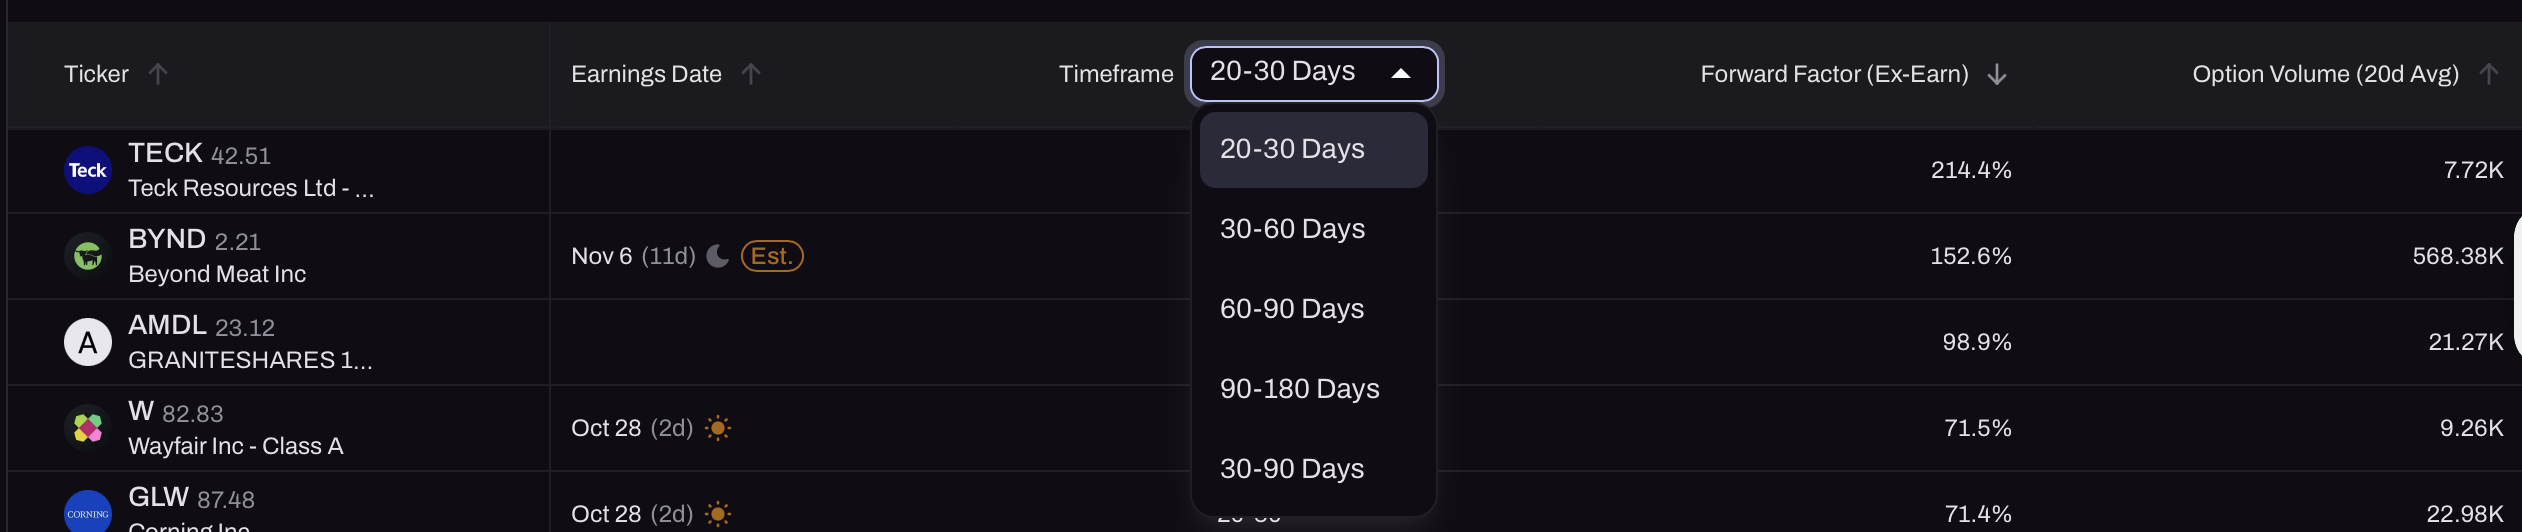 Ticker Earnings Date Timeframe 20-30 Days Forward Factor (Ex-Earn) Option Volume (20d Avg)
20-30 Days
30-60 Days
60-90 Days
90-180 Days
30-90 Days
Teck TECK 42.51
Teck Resources Ltd - ...
214.4% 7.72K
BYND 2.21
Beyond Meat Inc
Nov 6 (11d) Est. 152.6% 568.38K
A AMDL 23.12
GRANITESHARES 1...
98.9% 21.27K
W 82.83
Wayfair Inc - Class A
Oct 28 (2d) 71.5% 9.26K
CORNING GLW 87.48
Corning Inc
Oct 28 (2d) 71.4% 22.98K